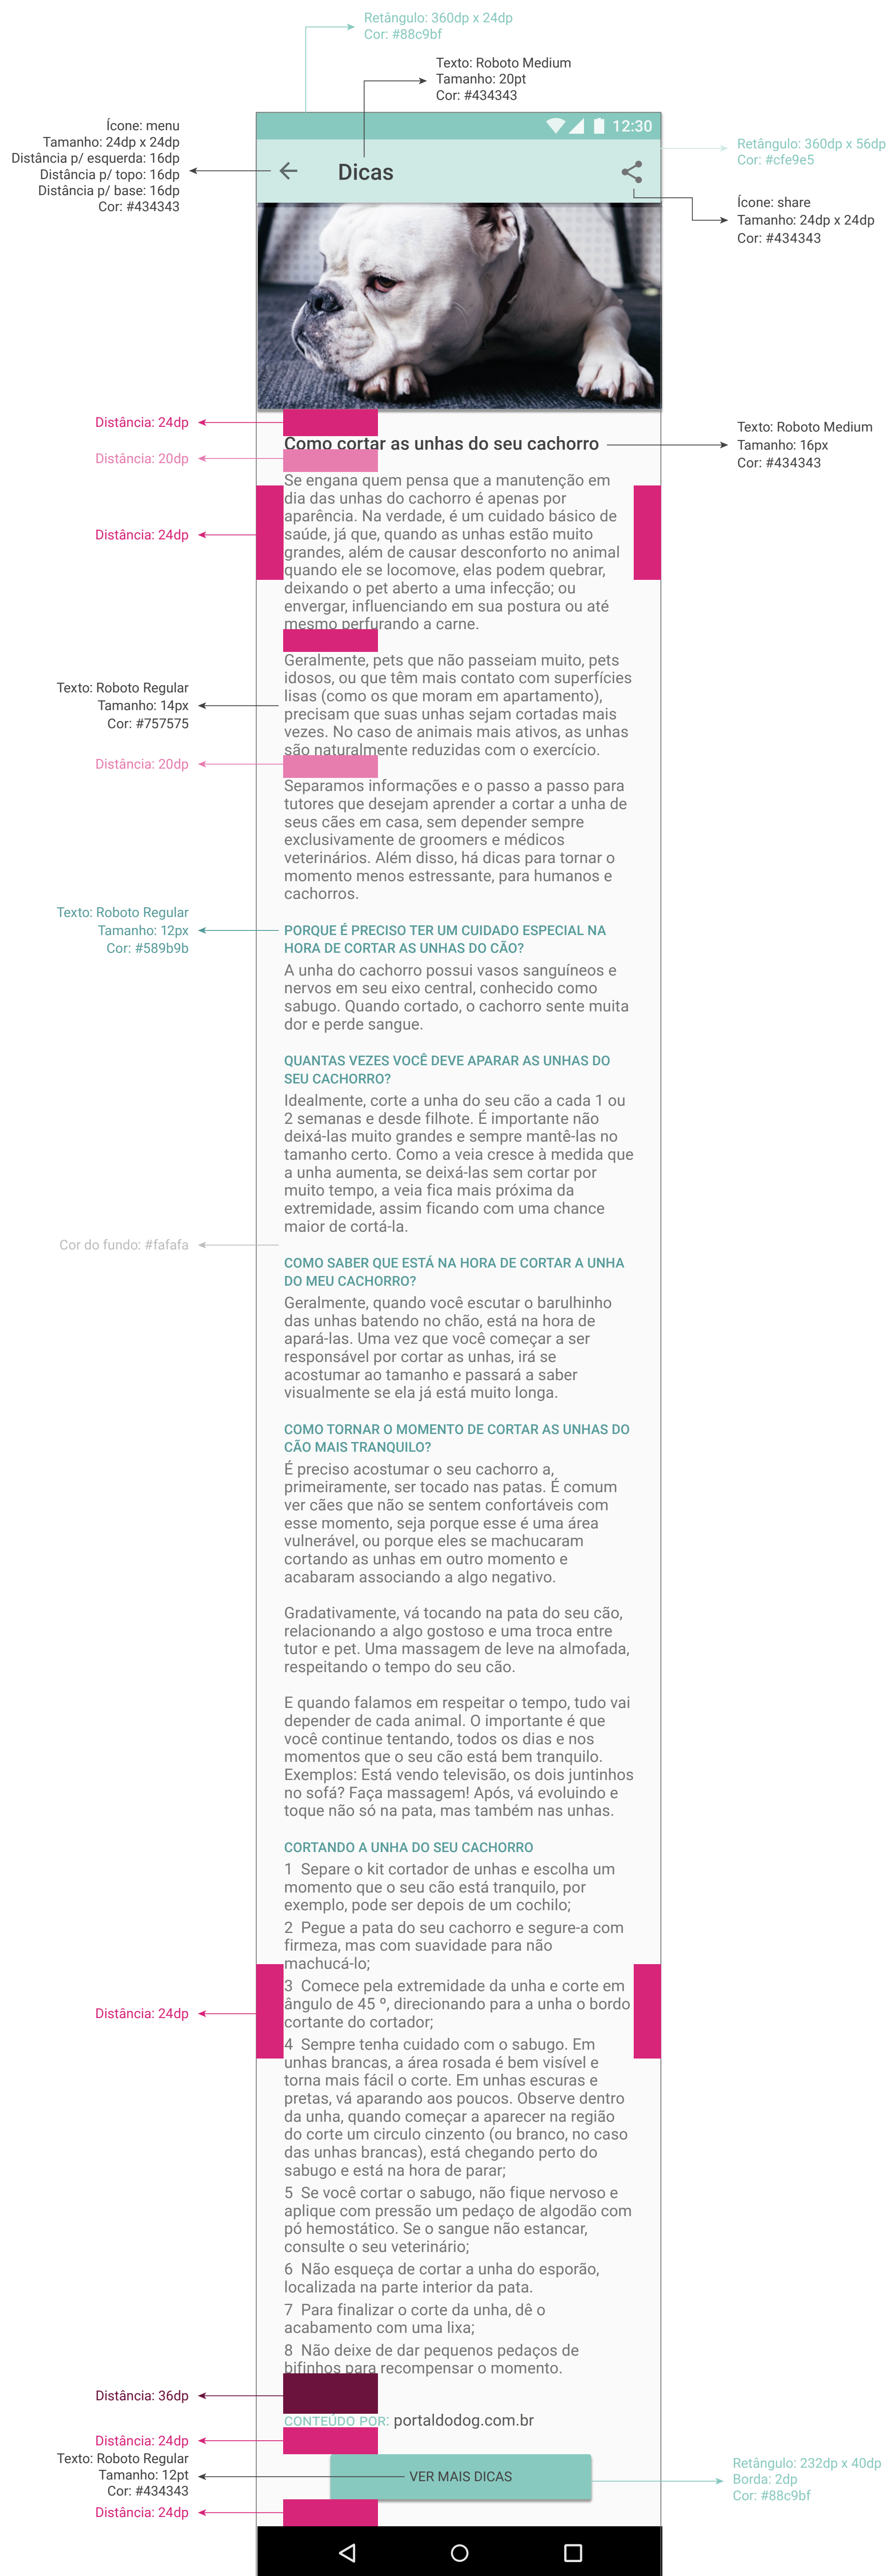 Retângulo: 360dp x 24dp
Cor: #88c9bf
Texto: Roboto Medium
Tamanho: 20pt
Cor: #434343
Ícone: menu
Tamanho: 24dp x 24dp
Distância p/ esquerda: 16dp
Distância p/ topo: 16dp
Distância p/ base: 16dp
Cor: #434343
12:30
Dicas
Retângulo: 360dp x 56dp
Cor: #cfe9e5
Ícone: share
Tamanho: 24dp x 24dp
Cor: #434343
Distância: 24dp
Como cortar as unhas do seu cachorro
Texto: Roboto Medium
Tamanho: 16px
Cor: #434343
Distância: 20dp
Se engana quem pensa que a manutenção em
dia das unhas do cachorro é apenas por
aparência. Na verdade, é um cuidado básico de
saúde, já que, quando as unhas estão muito
grandes, além de causar desconforto no animal
quando ele se locomove, elas podem quebrar,
deixando o pet aberto a uma infecção; ou
envergar, influenciando em sua postura ou até
mesmo perfurando a carne.
Distância: 24dp
Geralmente, pets que não passeiam muito, pets
idosos, ou que têm mais contato com superfícies
lisas (como os que moram em apartamento),
precisam que suas unhas sejam cortadas mais
vezes. No caso de animais mais ativos, as unhas
são naturalmente reduzidas com o exercício.
Texto: Roboto Regular
Tamanho: 14px
Cor: #757575
Distância: 20dp
Separamos informações e o passo a passo para
tutores que desejam aprender a cortar a unha de
seus cães em casa, sem depender sempre
exclusivamente de groomers e médicos
veterinários. Além disso, há dicas para tornar o
momento menos estressante, para humanos e
cachorros.
Texto: Roboto Regular
Tamanho: 12px
Cor: #589b9b
PORQUE É PRECISO TER UM CUIDADO ESPECIAL NA
HORA DE CORTAR AS UNHAS DO CÃO?
A unha do cachorro possui vasos sanguíneos e
nervos em seu eixo central, conhecido como
sabugo. Quando cortado, o cachorro sente muita
dor e perde sangue.
QUANTAS VEZES VOCÊ DEVE APARAR AS UNHAS DO
SEU CACHORRO?
Idealmente, corte a unha do seu cão a cada 1 ou
2 semanas e desde filhote. É importante não
deixá-las muito grandes e sempre mantê-las no
tamanho certo. Como a veia cresce à medida que
a unha aumenta, se deixá-las sem cortar por
muito tempo, a veia fica mais próxima da
extremidade, assim ficando com uma chance
maior de cortá-la.
Cor do fundo: #fafafa
COMO SABER QUE ESTÁ NA HORA DE CORTAR A UNHA
DO MEU CACHORRO?
Geralmente, quando você escutar o barulhinho
das unhas batendo no chão, está na hora de
apará-las. Uma vez que você começar a ser
responsável por cortar as unhas, irá se
acostumar ao tamanho e passará a saber
visualmente se ela já está muito longa.
COMO TORNAR O MOMENTO DE CORTAR AS UNHAS DO
CÃO MAIS TRANQUILO?
É preciso acostumar o seu cachorro a,
primeiramente, ser tocado nas patas. É comum
ver cães que não se sentem confortáveis com
esse momento, seja porque esse é uma área
vulnerável, ou porque eles se machucaram
cortando as unhas em outro momento e
acabaram associando a algo negativo.
Gradativamente, vá tocando na pata do seu cão,
relacionando a algo gostoso e uma troca entre
tutor e pet. Uma massagem de leve na almofada,
respeitando o tempo do seu cão.
E quando falamos em respeitar o tempo, tudo vai
depender de cada animal. O importante é que
você continue tentando, todos os dias e nos
momentos que o seu cão está bem tranquilo.
Exemplos: Está vendo televisão, os dois juntinhos
no sofá? Faça massagem! Após, vá evoluindo e
toque não só na pata, mas também nas unhas.
CORTANDO A UNHA DO SEU CACHORRO
1 Separe o kit cortador de unhas e escolha um
momento que o seu cão está tranquilo, por
exemplo, pode ser depois de um cochilo;
2 Pegue a pata do seu cachorro e segure-a com
firmeza, mas com suavidade para não
machucá-lo;
3 Comece pela extremidade da unha e corte em
ângulo de 45 º, direcionando para a unha o bordo
cortante do cortador;
Distância: 24dp
4 Sempre tenha cuidado com o sabugo. Em
unhas brancas, a área rosada é bem visível e
torna mais fácil o corte. Em unhas escuras e
pretas, vá aparando aos poucos. Observe dentro
da unha, quando começar a aparecer na região
do corte um circulo cinzento (ou branco, no caso
das unhas brancas), está chegando perto do
sabugo e está na hora de parar;
5 Se você cortar o sabugo, não fique nervoso e
aplique com pressão um pedaço de algodão com
pó hemostático. Se o sangue não estancar,
consulte o seu veterinário;
6 Não esqueça de cortar a unha do esporão,
localizada na parte interior da pata.
7 Para finalizar o corte da unha, dê o
acabamento com uma lixa;
8 Não deixe de dar pequenos pedaços de
bifinhos para recompensar o momento.
Distância: 36dp
CONTEÚDO POR: portaldodog.com.br
Distância: 24dp
Texto: Roboto Regular
Tamanho: 12pt
Cor: #434343
VER MAIS DICAS
Retângulo: 232dp x 40dp
Borda: 2dp
Cor: #88c9bf
Distância: 24dp